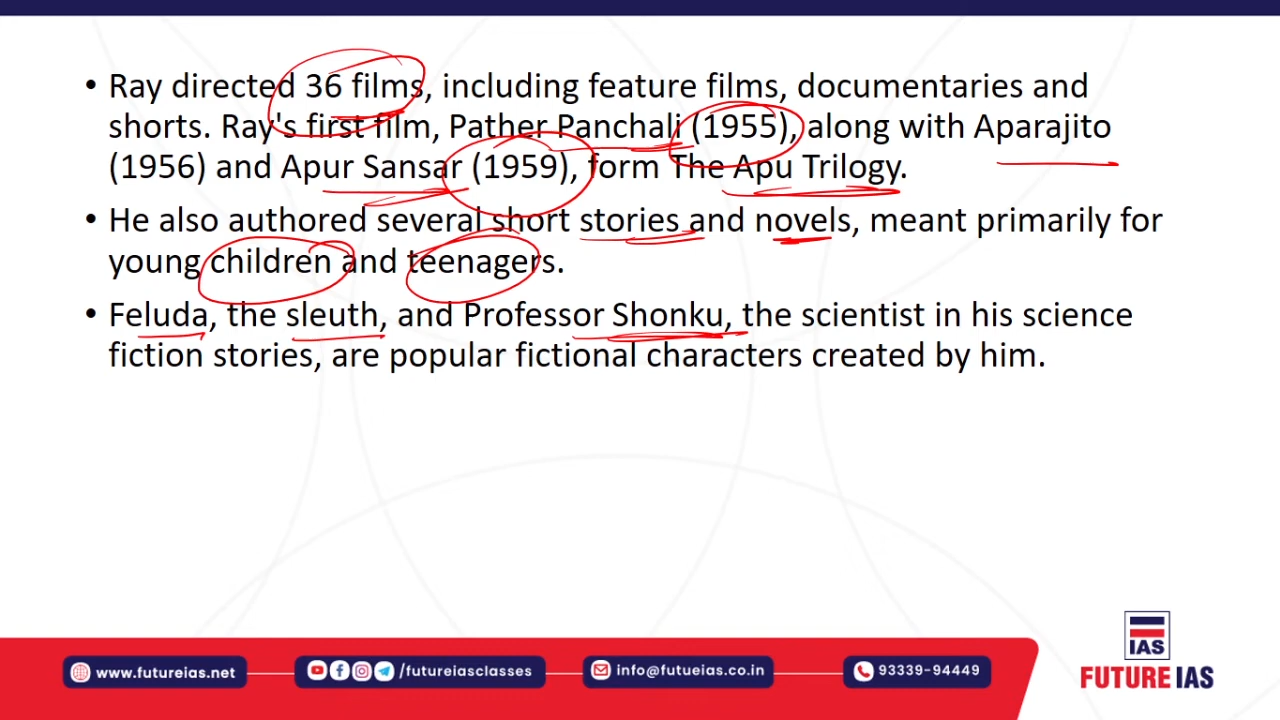 • Ray directed 36 films, including feature films, documentaries and
shorts. Ray's first film, Pather Panchali (1955), along with Aparajito
(1956) and Apur Sansar (1959), form The Apu Trilogy.
• He also authored several short stories and novels, meant primarily for
young children and teenagers.
• Feluda, the sleuth, and Professor Shonku, the scientist in his science
fiction stories, are popular fictional characters created by him.
IAS
FUTURE IAS
www.futureias.net
/futureiasclasses
info@futueias.co.in
93339-94449